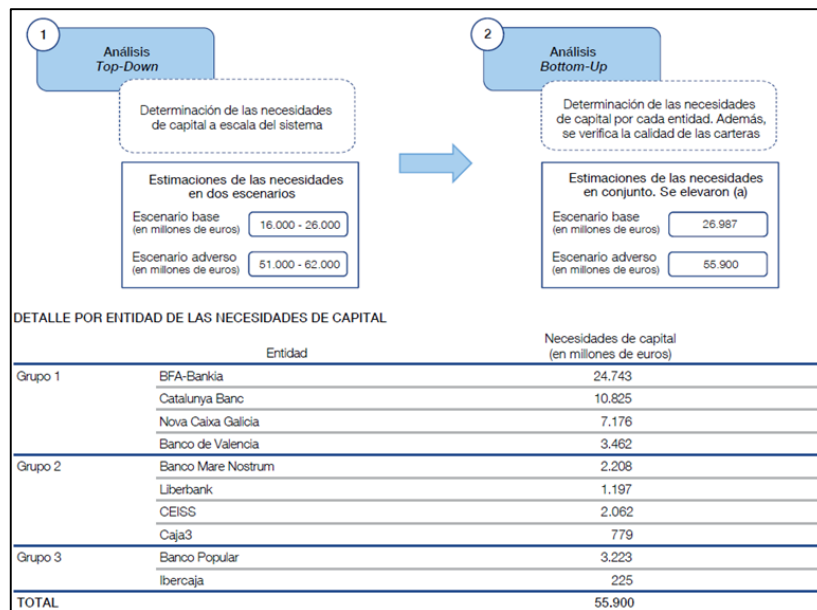 1
Análisis
Top-Down
Determinación de las necesidades
de capital a escala del sistema
Estimaciones de las necesidades
en dos escenarios
Escenario base
(en millones de euros)
16.000 - 26.000
Escenario adverso
(en millones de euros)
51.000 - 62.000
2
Análisis
Bottom-Up
Determinación de las necesidades
de capital por cada entidad. Además,
se verifica la calidad de las carteras
Estimaciones de las necesidades
en conjunto. Se elevaron (a)
Escenario base
(en millones de euros)
26.987
Escenario adverso
(en millones de euros)
55.900
DETALLE POR ENTIDAD DE LAS NECESIDADES DE CAPITAL
Entidad
Necesidades de capital
(en millones de euros)
Grupo 1 BFA-Bankia 24.743
Catalunya Banc 10.825
Nova Caixa Galicia 7.176
Banco de Valencia 3.462
Grupo 2 Banco Mare Nostrum 2.208
Liberbank 1.197
CEISS 2.062
Caja3 779
Grupo 3 Banco Popular 3.223
Ibercaja 225
TOTAL 55.900